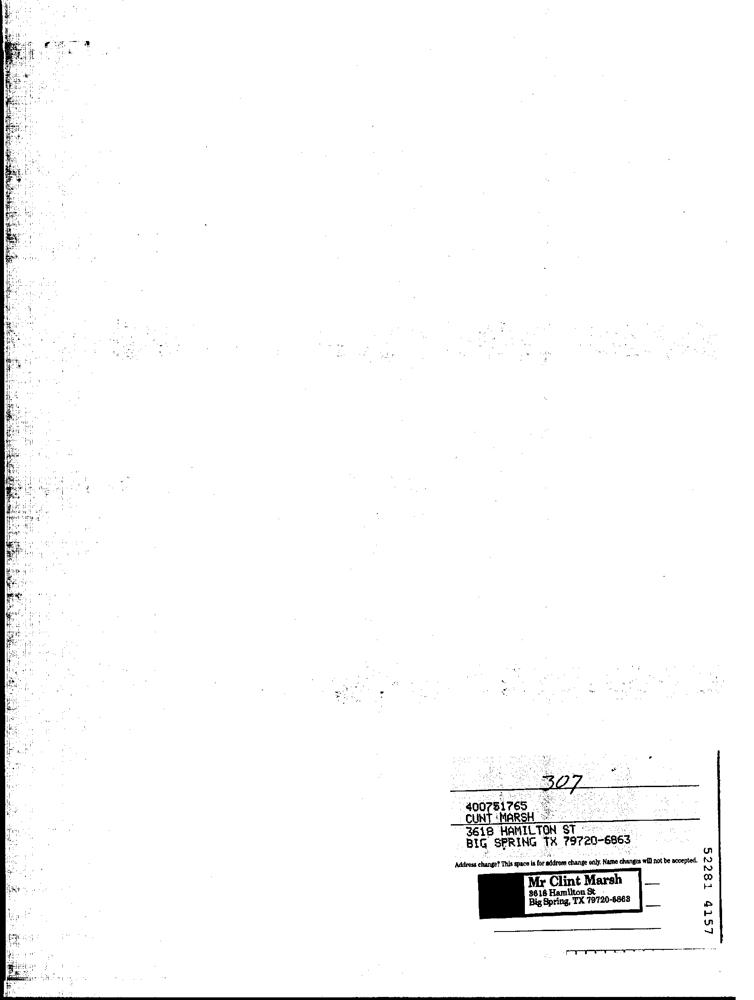 307
400751765
CUNT MARSH
3618 HAMILTON ST
BIG SPRING TX 79720-6863
Address change? This space is for address change only. Name changes will not be accepted.
Mr Clint Marsh
3618 Hamilton St
Big Spring, TX 79720-6863
52281 4157